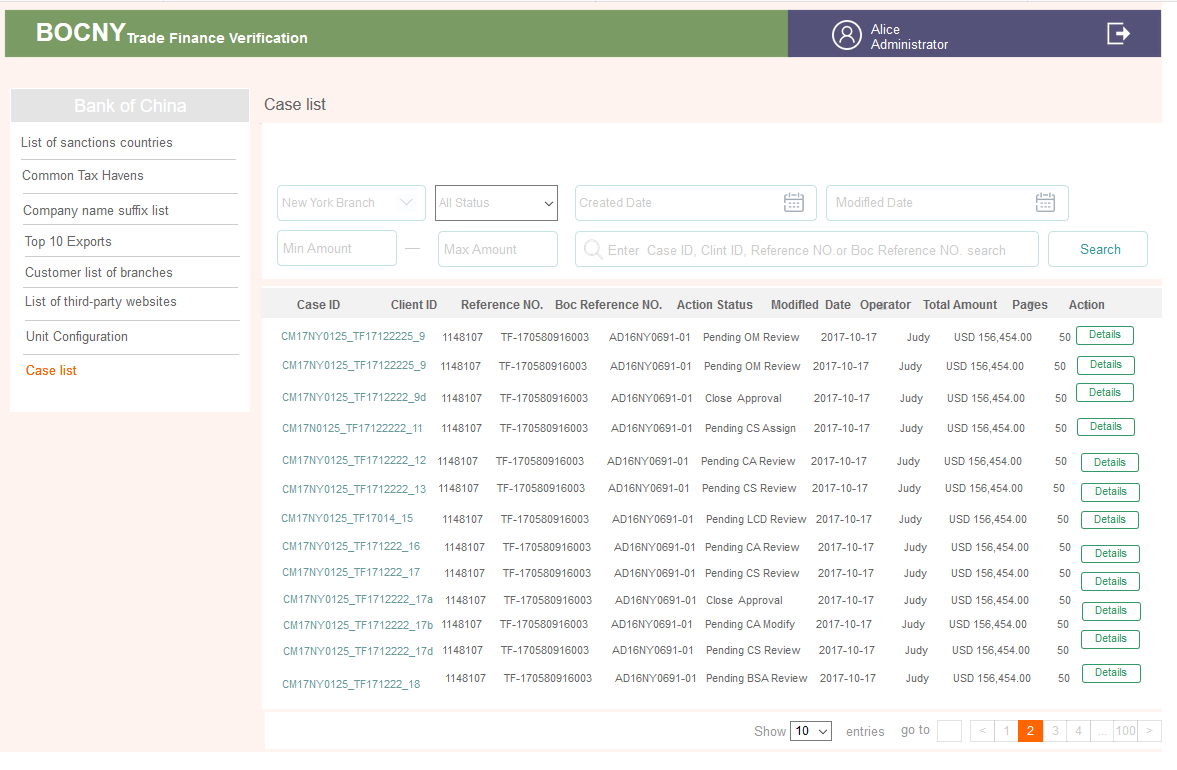 BOCNY Trade Finance Verification
Alice
Administrator
Bank of China
List of sanctions countries
Common Tax Havens
Company name suffix list
Top 10 Exports
Customer list of branches
List of third-party websites
Unit Configuration
Case list
Case list
New York Branch All Status Created Date Modified Date
Min Amount — Max Amount Enter Case ID, Clint ID, Reference NO.or Boc Reference NO. search Search
Case ID Client ID Reference NO. Boc Reference NO. Action Status Modified Date Operator Total Amount Pages Action
CM17NY0125_TF17122225_9 1148107 TF-170580916003 AD16NY0691-01 Pending OM Review 2017-10-17 Judy USD 156,454.00 50 Details
CM17NY0125_TF17122225_9 1148107 TF-170580916003 AD16NY0691-01 Pending OM Review 2017-10-17 Judy USD 156,454.00 50 Details
CM17NY0125_TF1712222_9d 1148107 TF-170580916003 AD16NY0691-01 Close Approval 2017-10-17 Judy USD 156,454.00 50 Details
CM17N0125_TF17122222_11 1148107 TF-170580916003 AD16NY0691-01 Pending CS Assign 2017-10-17 Judy USD 156,454.00 50 Details
CM17NY0125_TF1712222_12 1148107 TF-170580916003 AD16NY0691-01 Pending CA Review 2017-10-17 Judy USD 156,454.00 50 Details
CM17NY0125_TF1712222_13 1148107 TF-170580916003 AD16NY0691-01 Pending CS Review 2017-10-17 Judy USD 156,454.00 50 Details
CM17NY0125_TF17014_15 1148107 TF-170580916003 AD16NY0691-01 Pending LCD Review 2017-10-17 Judy USD 156,454.00 50 Details
CM17NY0125_TF171222_16 1148107 TF-170580916003 AD16NY0691-01 Pending CA Review 2017-10-17 Judy USD 156,454.00 50 Details
CM17NY0125_TF171222_17 1148107 TF-170580916003 AD16NY0691-01 Pending CS Review 2017-10-17 Judy USD 156,454.00 50 Details
CM17NY0125_TF1712222_17a 1148107 TF-170580916003 AD16NY0691-01 Close Approval 2017-10-17 Judy USD 156,454.00 50 Details
CM17NY0125_TF1712222_17b 1148107 TF-170580916003 AD16NY0691-01 Pending CA Modify 2017-10-17 Judy USD 156,454.00 50 Details
CM17NY0125_TF1712222_17d 1148107 TF-170580916003 AD16NY0691-01 Pending CS Review 2017-10-17 Judy USD 156,454.00 50 Details
CM17NY0125_TF171222_18 1148107 TF-170580916003 AD16NY0691-01 Pending BSA Review 2017-10-17 Judy USD 156,454.00 50
Show 10 entries go to < 1 2 3 4 ... 100 >